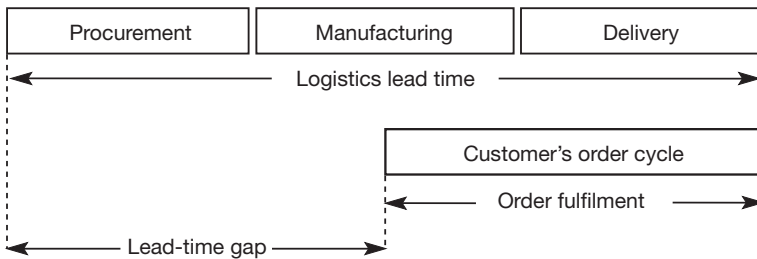 Procurement Manufacturing Delivery
Logistics lead time
Customer’s order cycle
Order fulfilment
Lead-time gap